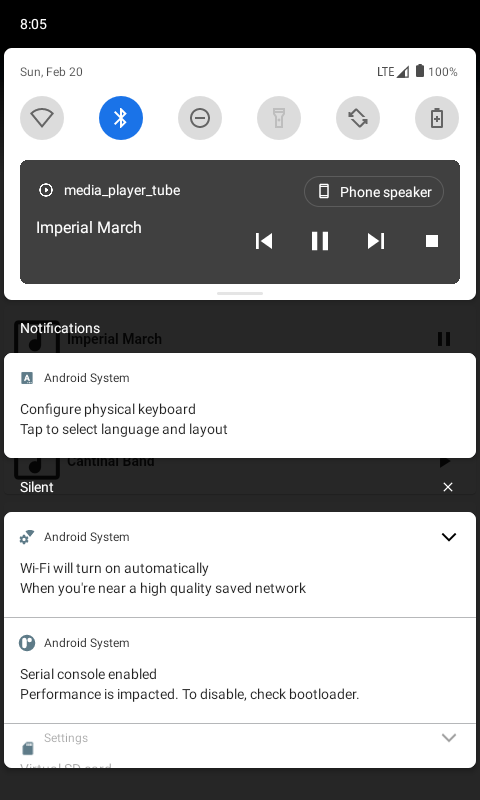 8:05
Sun, Feb 20
LTE
100%
media_player_tube
Phone speaker
Imperial March
Notifications
Imperial March
Android System
Configure physical keyboard
Tap to select language and layout
Cantinal Band
Silent
Android System
Wi-Fi will turn on automatically
When you're near a high quality saved network
Android System
Serial console enabled
Performance is impacted. To disable, check bootloader.
Settings
Virtual SD card